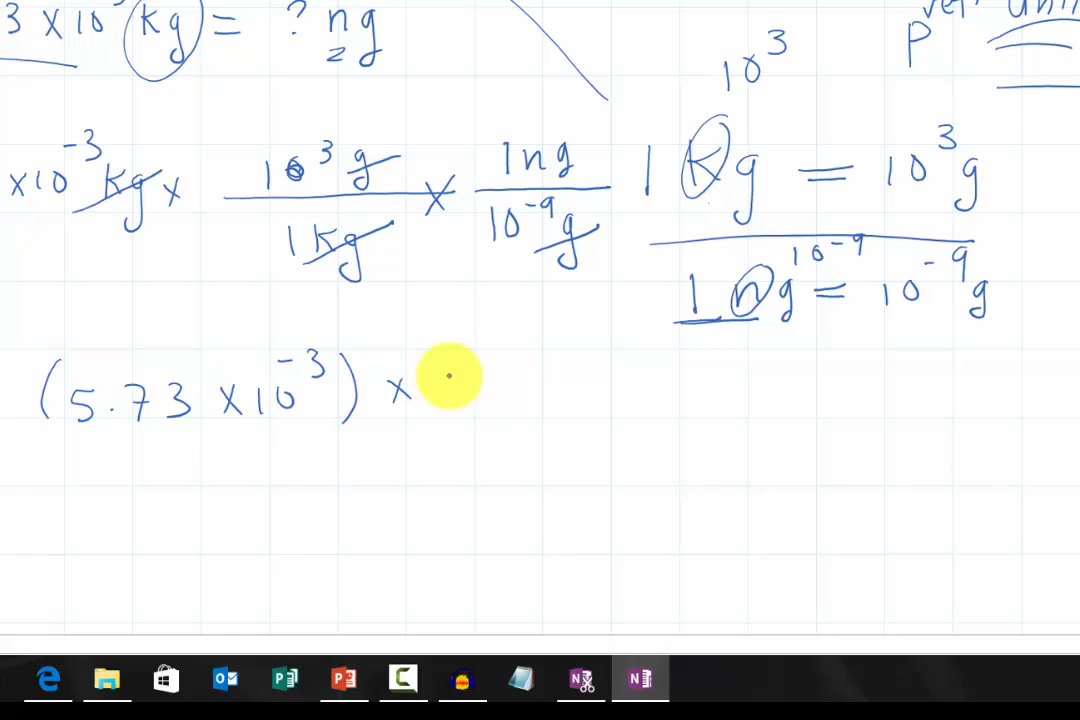 3 × 10 kg = ? ng
10³
p
× 10⁻³ kg × 10³ g / 1 kg × 1 ng / 10⁻⁹ g
1 kg = 10³ g
10⁻⁹
1 ng = 10⁻⁹ g
(5.73 × 10⁻³) ×